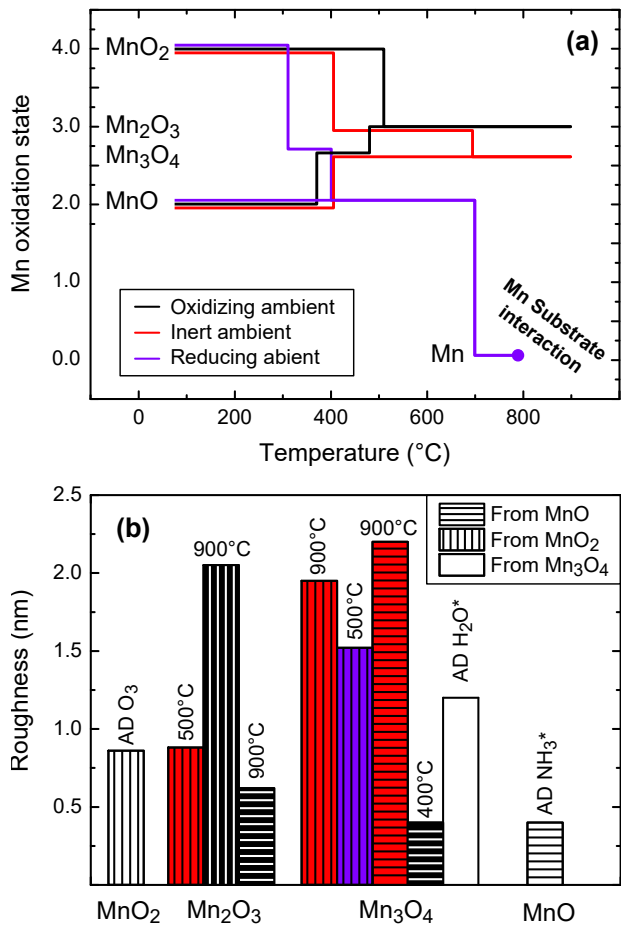 (a)
Mn oxidation state
MnO₂
Mn₂O₃
Mn₃O₄
MnO
4.0
3.0
2.0
1.0
0.0
Oxidizing ambient
Inert ambient
Reducing abient
Mn
Mn Substrate
interaction
0 200 400 600 800
Temperature (°C)
(b)
Roughness (nm)
2.5
2.0
1.5
1.0
0.5
From MnO
From MnO₂
From Mn₃O₄
AD O₃
500°C
900°C
900°C
900°C
500°C
900°C
400°C
AD H₂O*
AD NH₃*
MnO₂ Mn₂O₃ Mn₃O₄ MnO